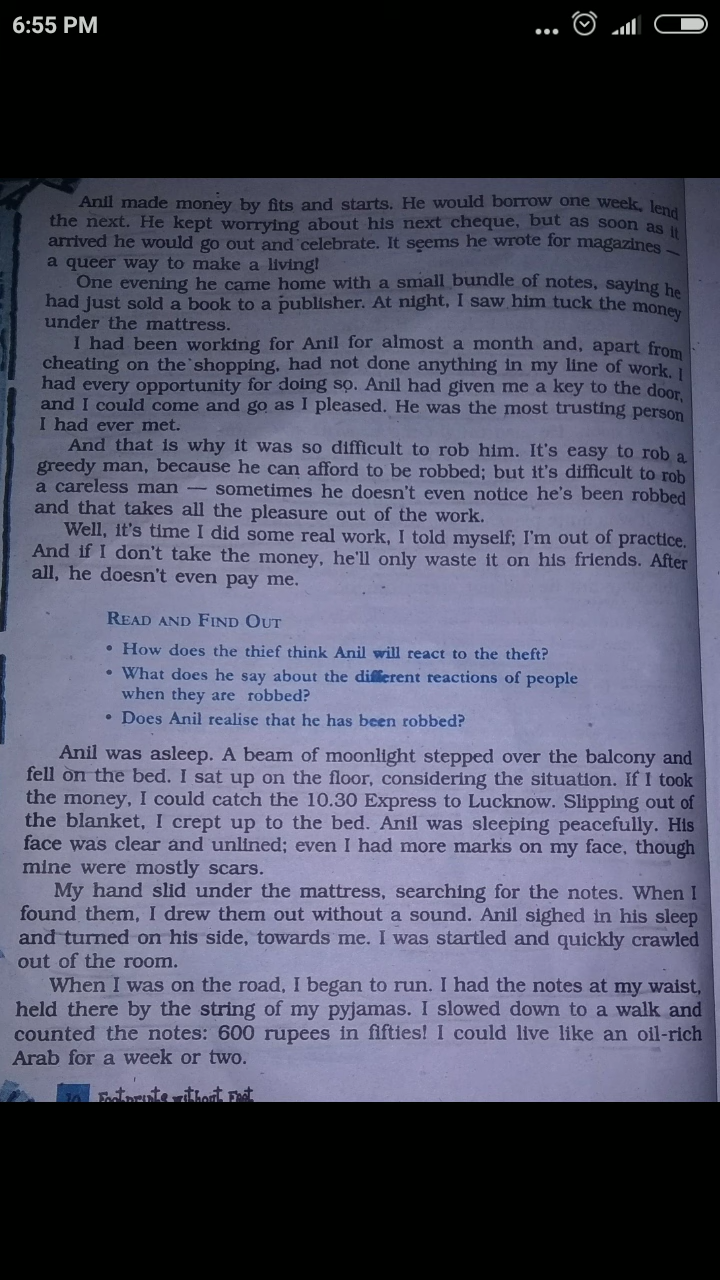 6:55 PM
Anil made money by fits and starts. He would borrow one week, lend
the next. He kept worrying about his next cheque, but as soon as it
arrived he would go out and celebrate. It seems he wrote for magazines —
a queer way to make a living!
One evening he came home with a small bundle of notes, saying he
had just sold a book to a publisher. At night, I saw him tuck the money
under the mattress.
I had been working for Anil for almost a month and, apart from
cheating on the shopping, had not done anything in my line of work. I
had every opportunity for doing so. Anil had given me a key to the door,
and I could come and go as I pleased. He was the most trusting person
I had ever met.
And that is why it was so difficult to rob him. It's easy to rob a
greedy man, because he can afford to be robbed; but it's difficult to rob
a careless man — sometimes he doesn't even notice he's been robbed
and that takes all the pleasure out of the work.
Well, it's time I did some real work, I told myself; I'm out of practice.
And if I don't take the money, he'll only waste it on his friends. After
all, he doesn't even pay me.
READ AND FIND OUT
• How does the thief think Anil will react to the theft?
• What does he say about the different reactions of people
when they are robbed?
• Does Anil realise that he has been robbed?
Anil was asleep. A beam of moonlight stepped over the balcony and
fell on the bed. I sat up on the floor, considering the situation. If I took
the money, I could catch the 10.30 Express to Lucknow. Slipping out of
the blanket, I crept up to the bed. Anil was sleeping peacefully. His
face was clear and unlined; even I had more marks on my face, though
mine were mostly scars.
My hand slid under the mattress, searching for the notes. When I
found them, I drew them out without a sound. Anil sighed in his sleep
and turned on his side, towards me. I was startled and quickly crawled
out of the room.
When I was on the road, I began to run. I had the notes at my waist,
held there by the string of my pyjamas. I slowed down to a walk and
counted the notes: 600 rupees in fifties! I could live like an oil-rich
Arab for a week or two.
Footprints without Feet